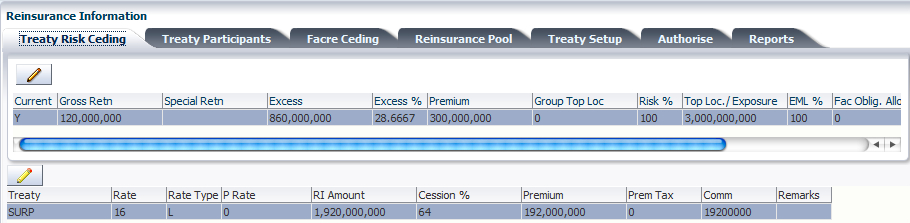 Reinsurance Information
Treaty Risk Ceding Treaty Participants Facre Ceding Reinsurance Pool Treaty Setup Authorise Reports
Current Gross Retn Special Retn Excess Excess % Premium Group Top Loc Risk % Top Loc./ Exposure EML % Fac Oblig. Allo
Y 120,000,000 860,000,000 28.6667 300,000,000 0 100 3,000,000,000 100 0
Treaty Rate Rate Type P Rate RI Amount Cession % Premium Prem Tax Comm Remarks
SURP 16 L 0 1,920,000,000 64 192,000,000 0 19200000